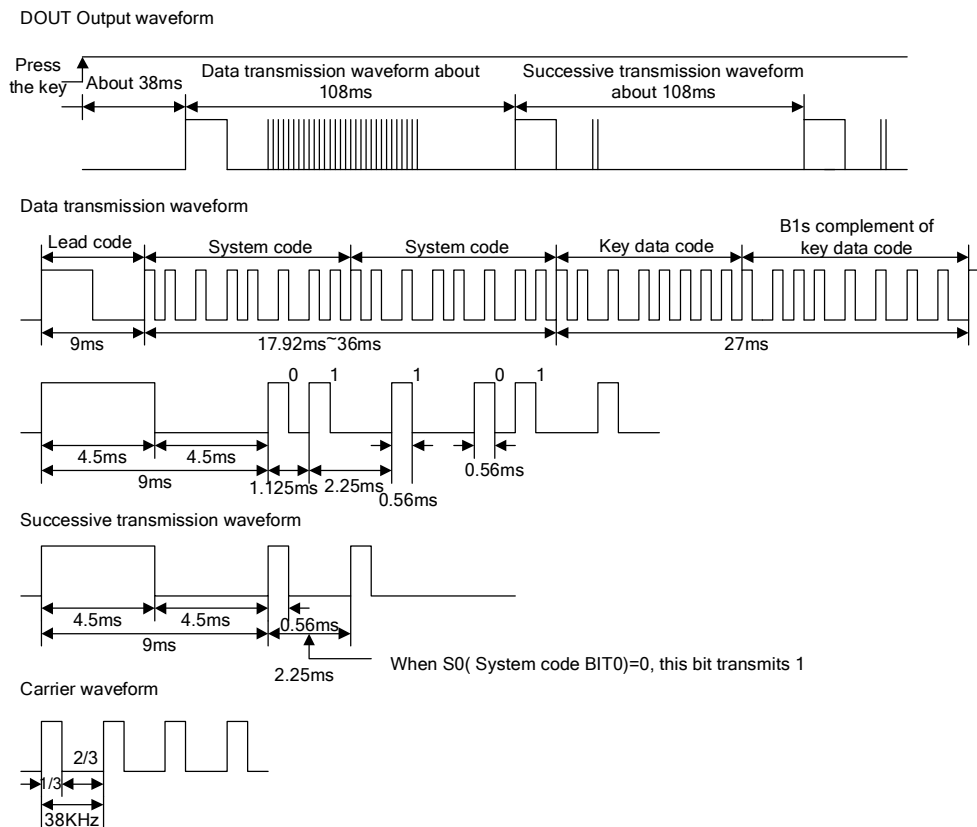 DOUT Output waveform
Press
the key
About 38ms
Data transmission waveform about
108ms
Successive transmission waveform
about 108ms
Data transmission waveform
Lead code
System code
System code
Key data code
B1s complement of
key data code
9ms
17.92ms~36ms
27ms
0
1
1
0
1
4.5ms
4.5ms
9ms
1.125ms
2.25ms
0.56ms
0.56ms
Successive transmission waveform
4.5ms
4.5ms
0.56ms
9ms
2.25ms
When S0( System code BIT0)=0, this bit transmits 1
Carrier waveform
2/3
1/3
38KHz